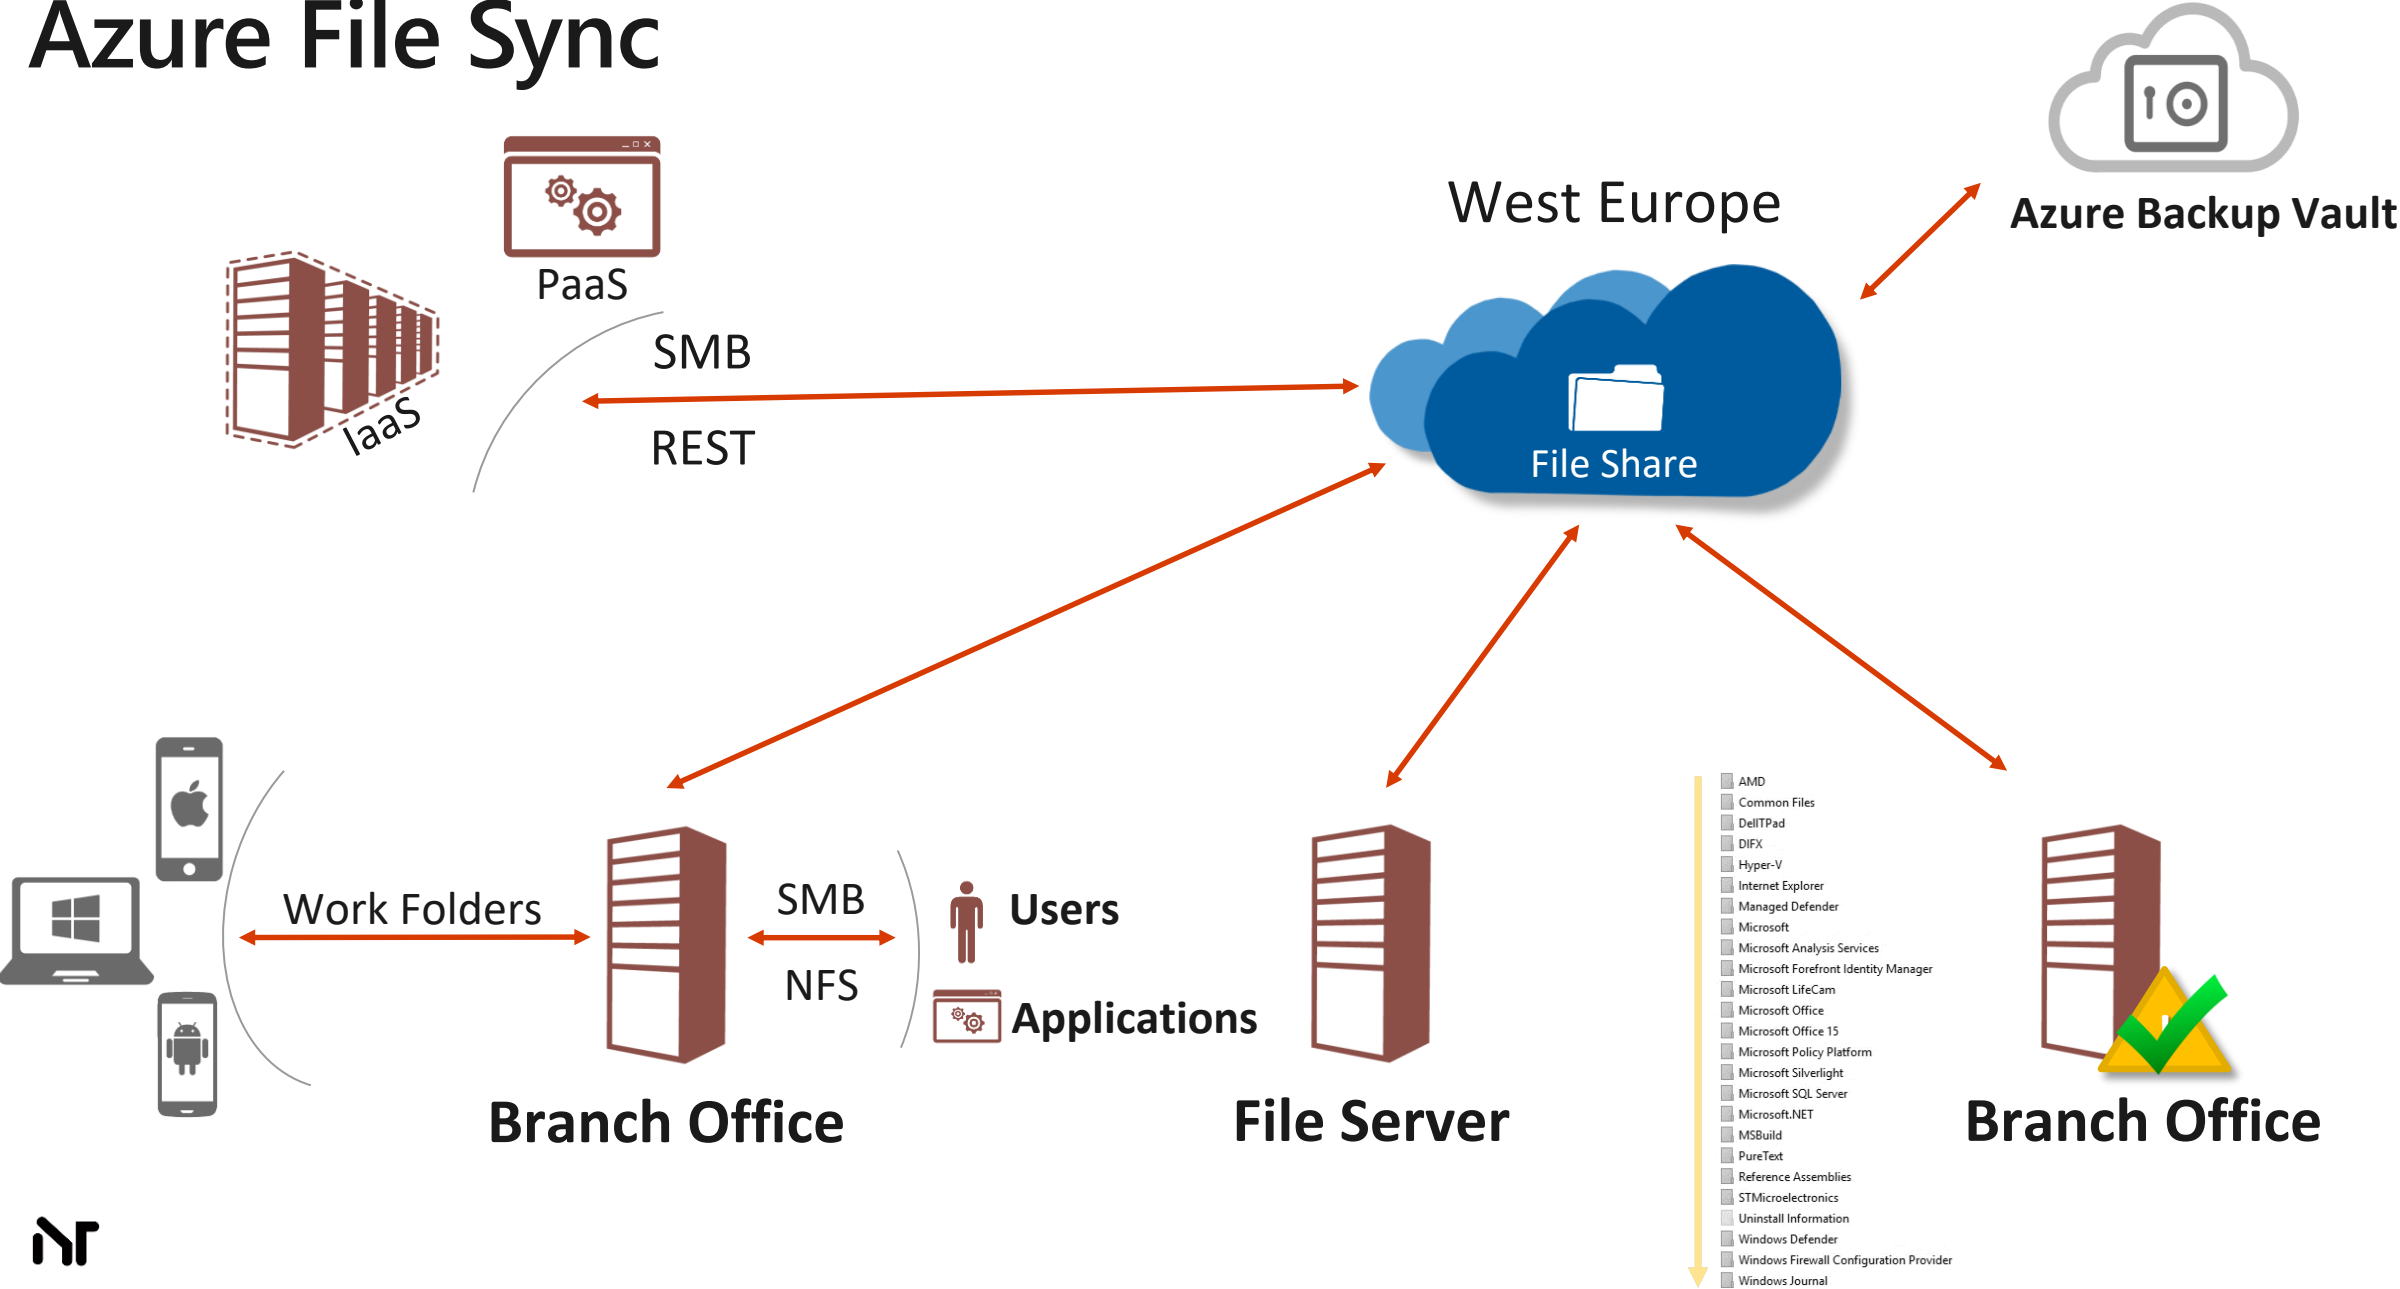 Azure File Sync
PaaS
IaaS
SMB
REST
West Europe
File Share
Azure Backup Vault
Work Folders
SMB
NFS
Users
Applications
Branch Office
File Server
AMD
Common Files
DellTPad
DIFX
Hyper-V
Internet Explorer
Managed Defender
Microsoft
Microsoft Analysis Services
Microsoft Forefront Identity Manager
Microsoft LifeCam
Microsoft Office
Microsoft Office 15
Microsoft Policy Platform
Microsoft Silverlight
Microsoft SQL Server
Microsoft.NET
MSBuild
PureText
Reference Assemblies
STMicroelectronics
Uninstall Information
Windows Defender
Windows Firewall Configuration Provider
Windows Journal
Branch Office